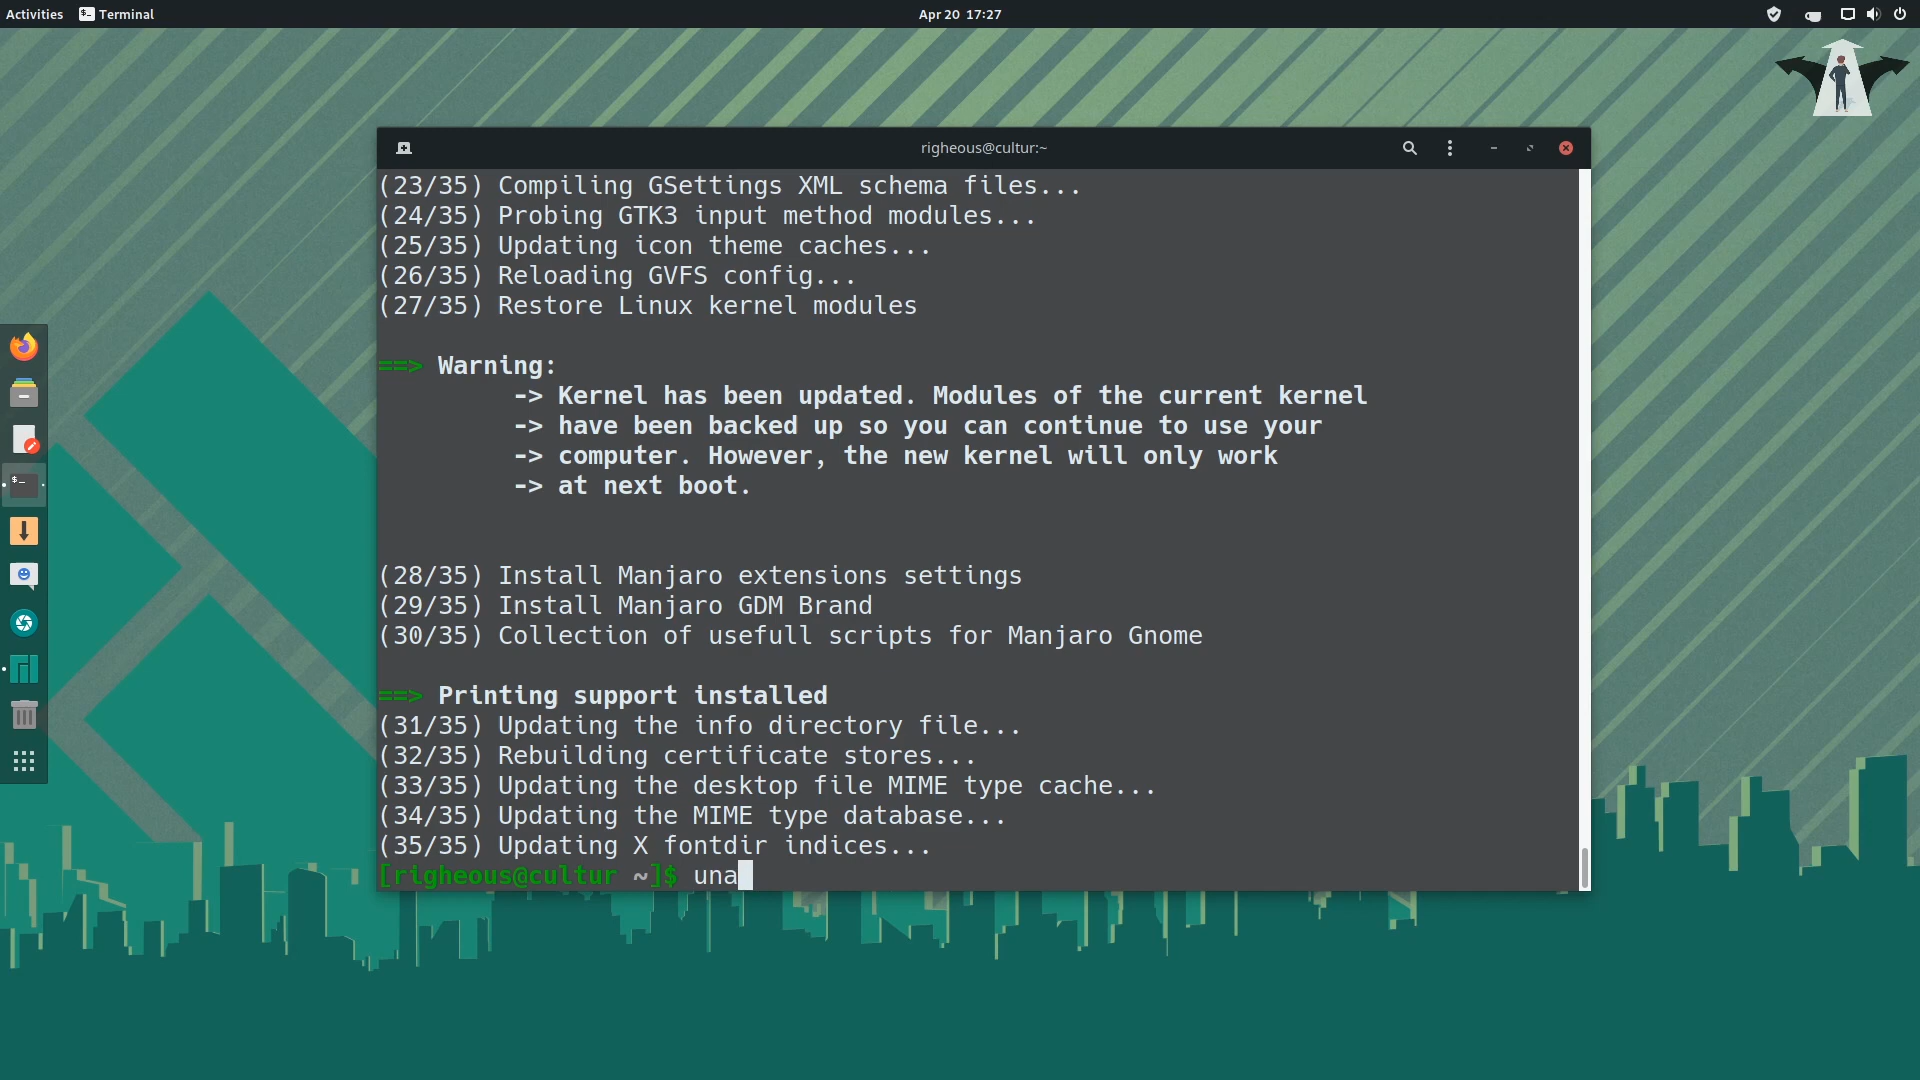 Activities Terminal Apr 20 17:27
righeous@cultur:~
(23/35) Compiling GSettings XML schema files...
(24/35) Probing GTK3 input method modules...
(25/35) Updating icon theme caches...
(26/35) Reloading GVFS config...
(27/35) Restore Linux kernel modules
==> Warning:
-> Kernel has been updated. Modules of the current kernel
-> have been backed up so you can continue to use your
-> computer. However, the new kernel will only work
-> at next boot.
(28/35) Install Manjaro extensions settings
(29/35) Install Manjaro GDM Brand
(30/35) Collection of usefull scripts for Manjaro Gnome
==> Printing support installed
(31/35) Updating the info directory file...
(32/35) Rebuilding certificate stores...
(33/35) Updating the desktop file MIME type cache...
(34/35) Updating the MIME type database...
(35/35) Updating X fontdir indices...
[righeous@cultur ~]$ una